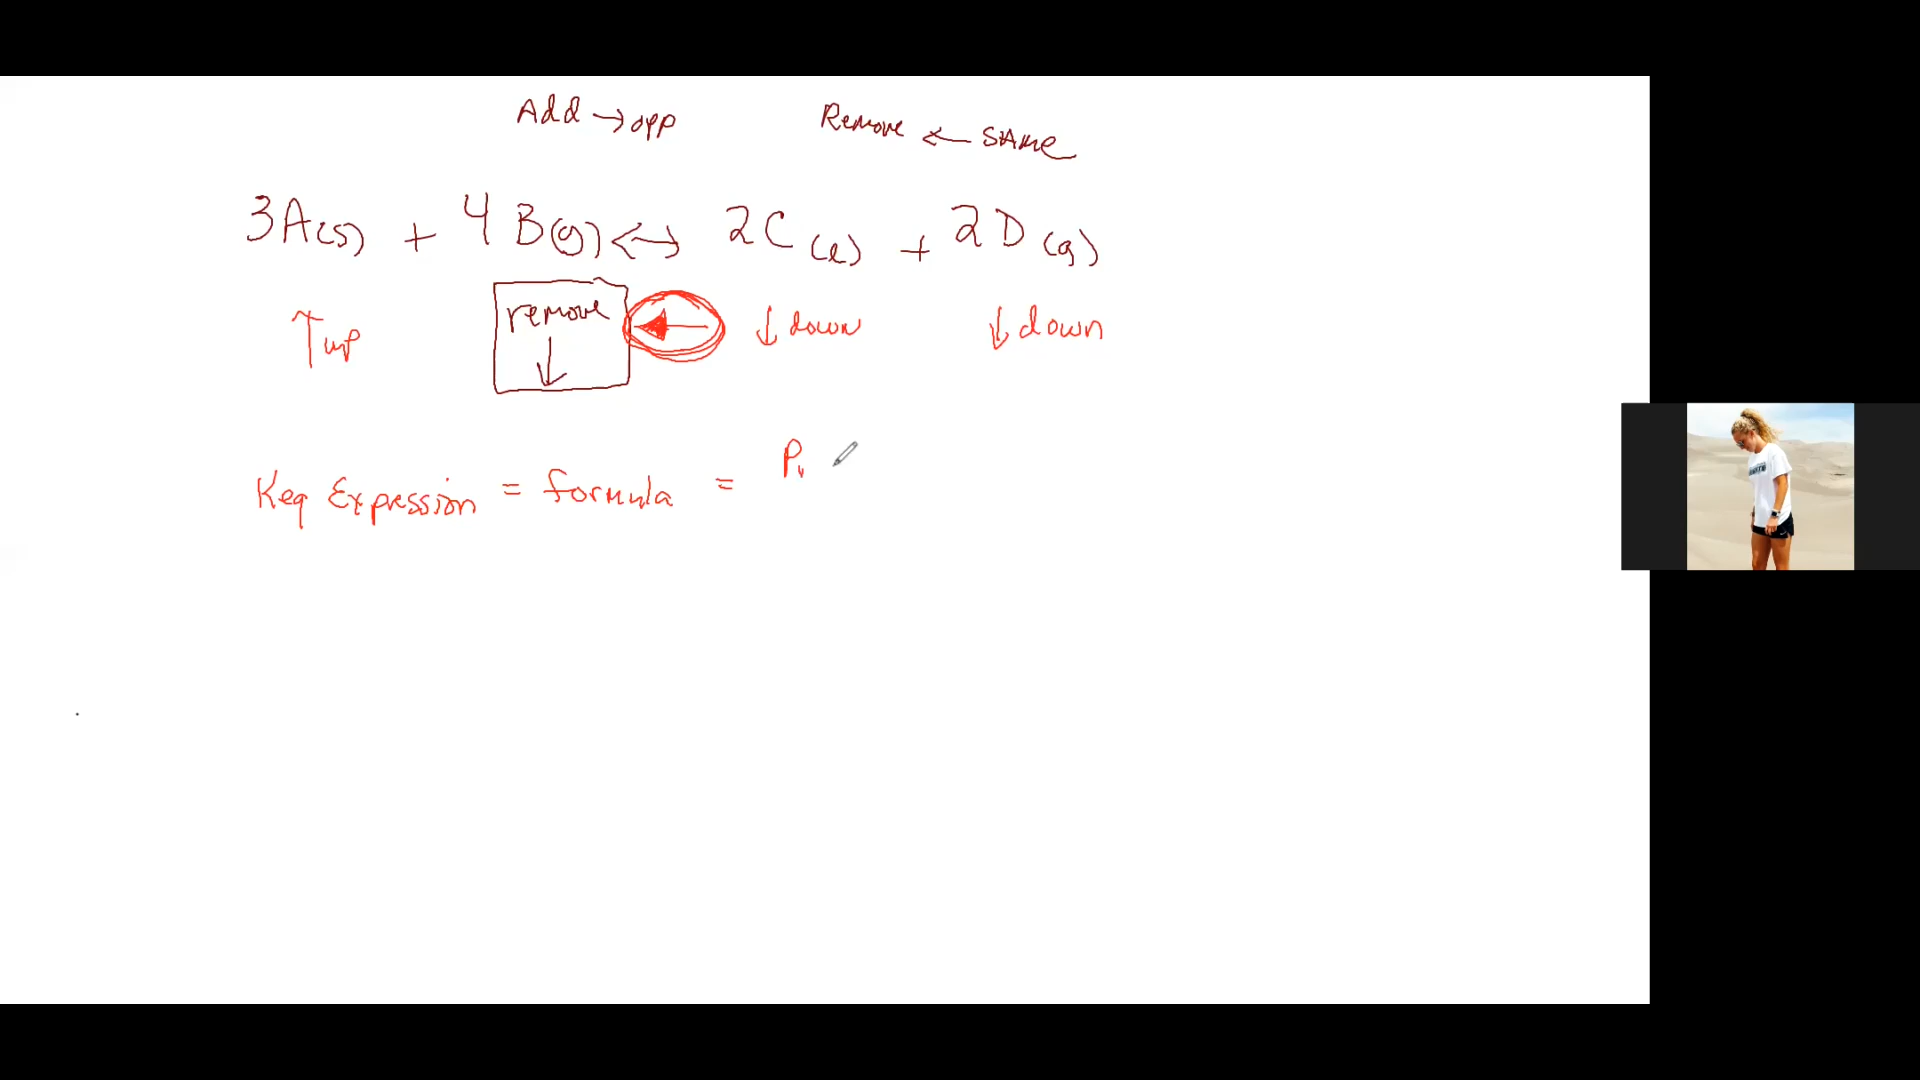 Add → opp Remove ← SAME
3A(s) + 4B(g) ↔ 2C(l) + 2D(g)
↑ up remove ↓ ← ↓ down ↓ down
Keq Expression = formula = P